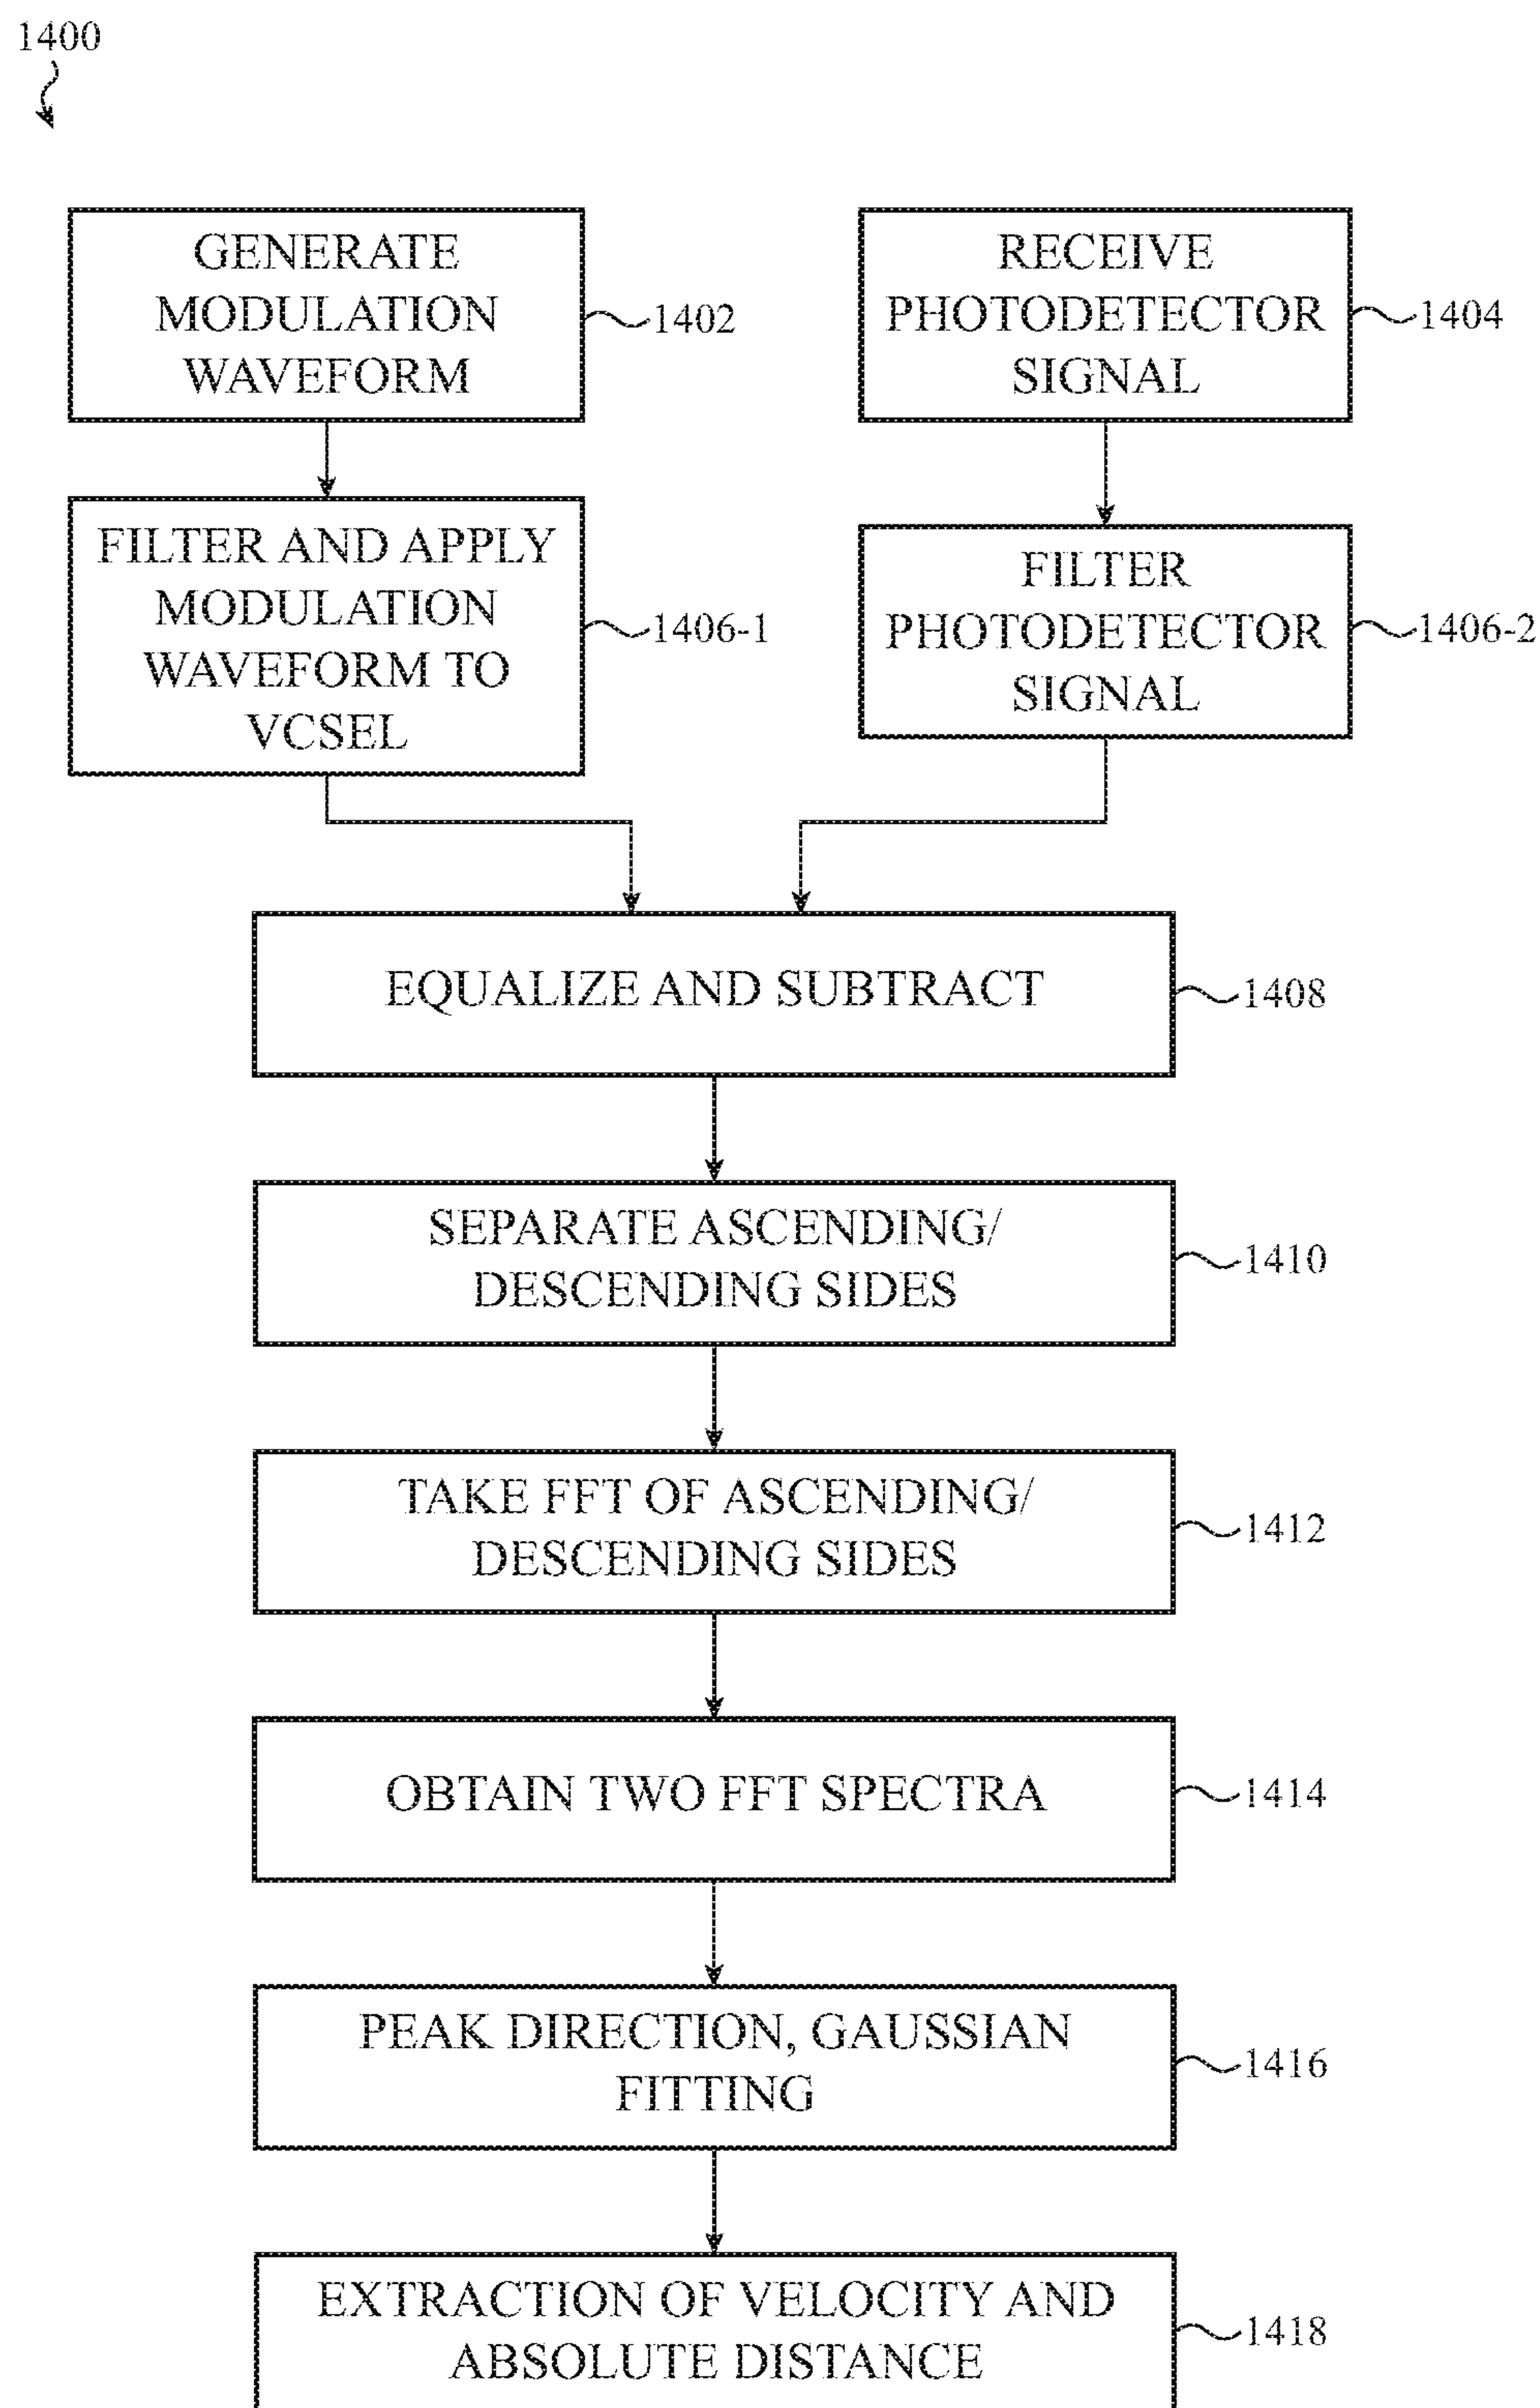 1400
GENERATE
MODULATION
WAVEFORM
1402
RECEIVE
PHOTODETECTOR
SIGNAL
1404
FILTER AND APPLY
MODULATION
WAVEFORM TO
VCSEL
1406-1
FILTER
PHOTODETECTOR
SIGNAL
1406-2
EQUALIZE AND SUBTRACT
1408
SEPARATE ASCENDING/
DESCENDING SIDES
1410
TAKE FFT OF ASCENDING/
DESCENDING SIDES
1412
OBTAIN TWO FFT SPECTRA
1414
PEAK DIRECTION, GAUSSIAN
FITTING
1416
EXTRACTION OF VELOCITY AND
ABSOLUTE DISTANCE
1418